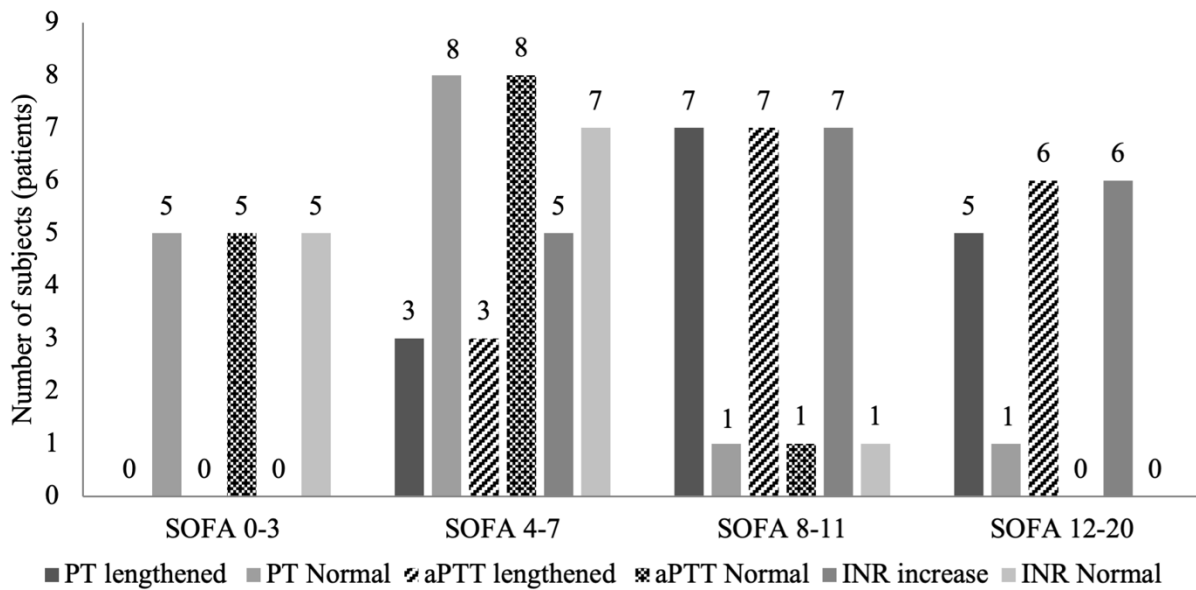 Number of subjects (patients)
9
8
7
6
5
4
3
2
1
0
0 5 0 5 0 5
3 8 3 8 5 7
7 1 7 1 7 1
5 1 6 0 6 0
SOFA 0-3 SOFA 4-7 SOFA 8-11 SOFA 12-20
PT lengthened PT Normal aPTT lengthened aPTT Normal INR increase INR Normal